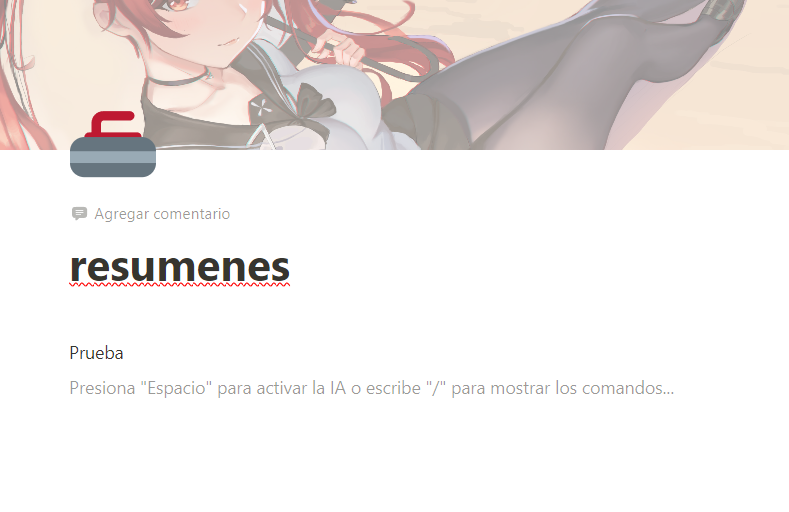 Agregar comentario
resumenes
Prueba
Presiona "Espacio" para activar la IA o escribe "/" para mostrar los comandos...